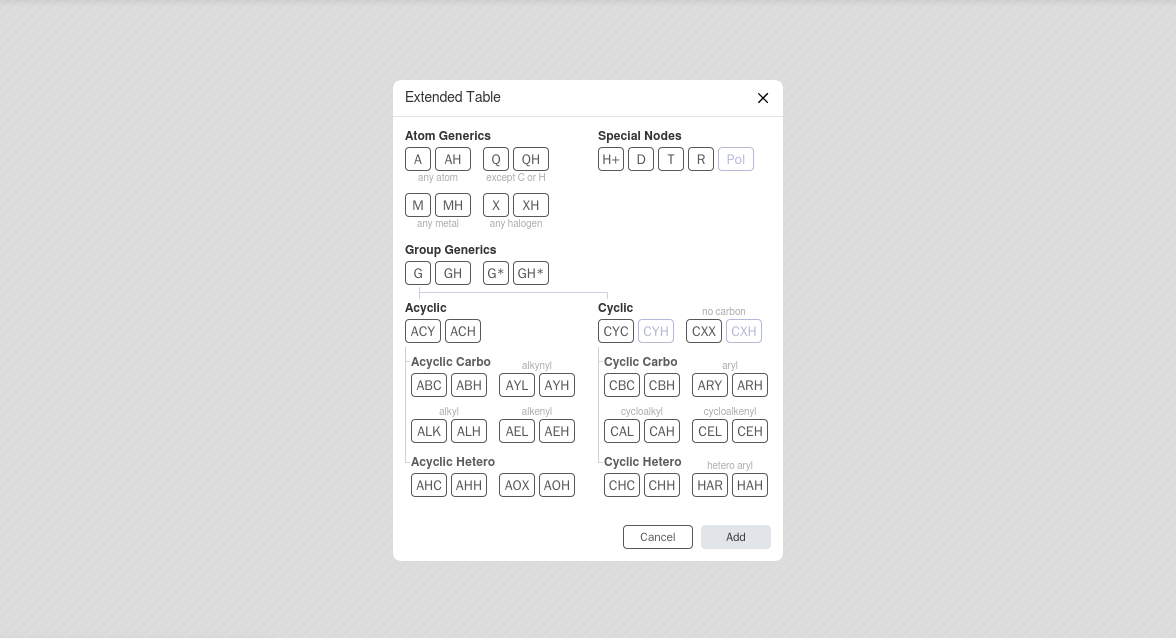 Extended Table
Atom Generics
A AH Q QH
any atom except C or H
M MH X XH
any metal any halogen
Special Nodes
H+ D T R Pol
Group Generics
G GH G* GH*
Acyclic
ACY ACH
Acyclic Carbo alkynyl
ABC ABH AYL AYH
alkyl alkenyl
ALK ALH AEL AEH
Acyclic Hetero
AHC AHH AOX AOH
Cyclic no carbon
CYC CYH CXX CXH
Cyclic Carbo aryl
CBC CBH ARY ARH
cycloalkyl cycloalkenyl
CAL CAH CEL CEH
Cyclic Hetero hetero aryl
CHC CHH HAR HAH
Cancel Add